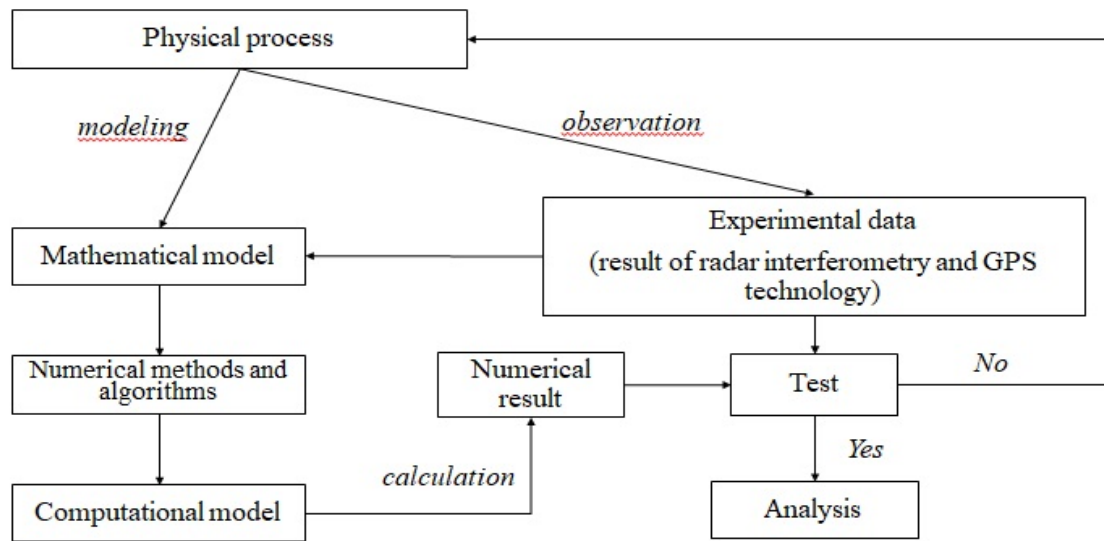 Physical process
modeling
observation
Experimental data
(result of radar interferometry and GPS
technology)
Mathematical model
Numerical methods and
algorithms
Numerical
result
Test
No
Yes
calculation
Computational model
Analysis